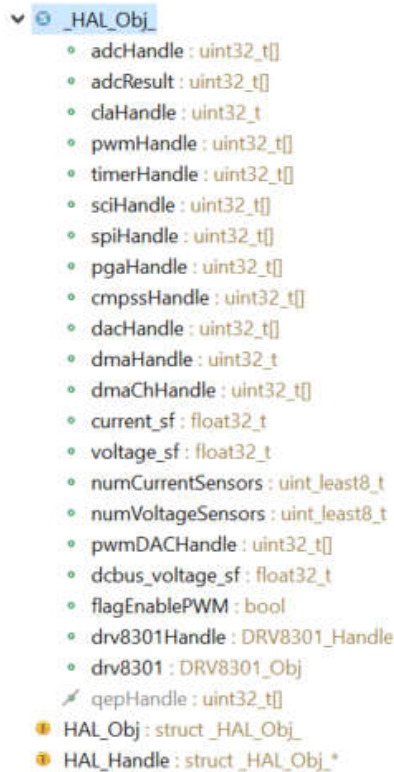 _HAL_Obj_
adcHandle : uint32_t[]
adcResult : uint32_t[]
claHandle : uint32_t
pwmHandle : uint32_t[]
timerHandle : uint32_t[]
sciHandle : uint32_t[]
spiHandle : uint32_t[]
pgaHandle : uint32_t[]
cmpssHandle : uint32_t[]
dacHandle : uint32_t[]
dmaHandle : uint32_t
dmaChHandle : uint32_t[]
current_sf : float32_t
voltage_sf : float32_t
numCurrentSensors : uint_least8_t
numVoltageSensors : uint_least8_t
pwmDACHandle : uint32_t[]
dcbus_voltage_sf : float32_t
flagEnablePWM : bool
drv8301Handle : DRV8301_Handle
drv8301 : DRV8301_Obj
qepHandle : uint32_t[]
HAL_Obj : struct _HAL_Obj_
HAL_Handle : struct _HAL_Obj_*